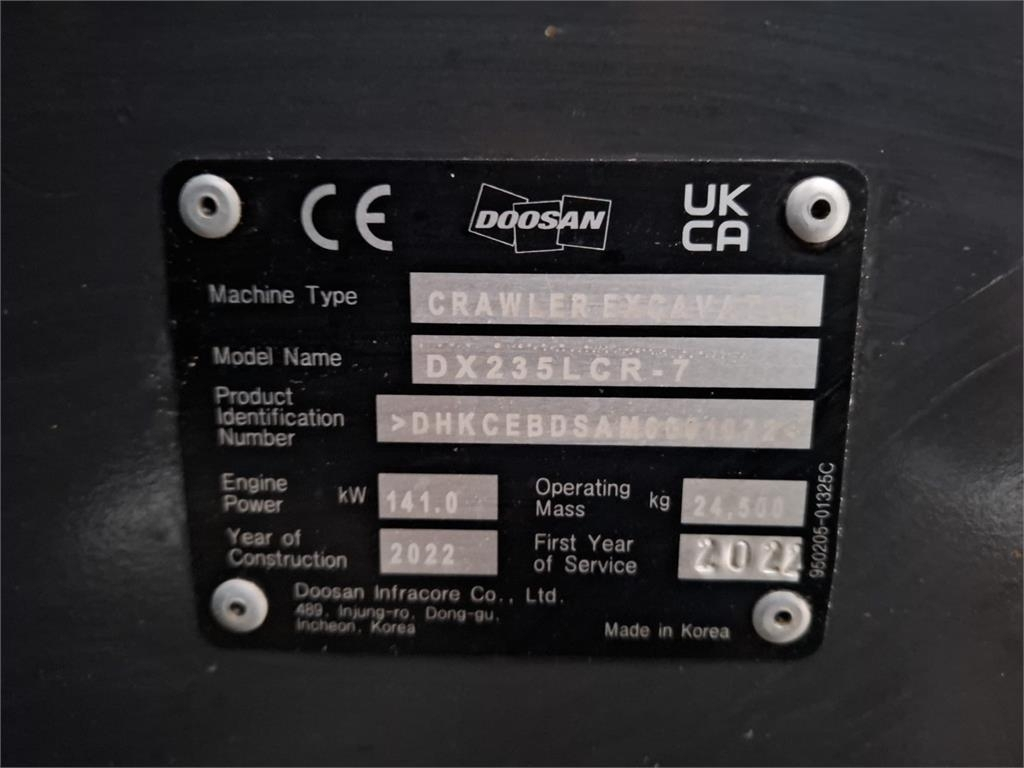 CE DOOSAN UK CA
Machine Type CRAWLER EXCAVAT
Model Name DX235LCR-7
Product
Identification
Number
Engine
Power kW 141.0 Operating
Mass kg 24,500
Year of
Construction 2022 First Year
of Service 2022
950205-01325C
Doosan Infracore Co., Ltd.
489, Injung-ro, Dong-gu,
Incheon, Korea
Made in Korea